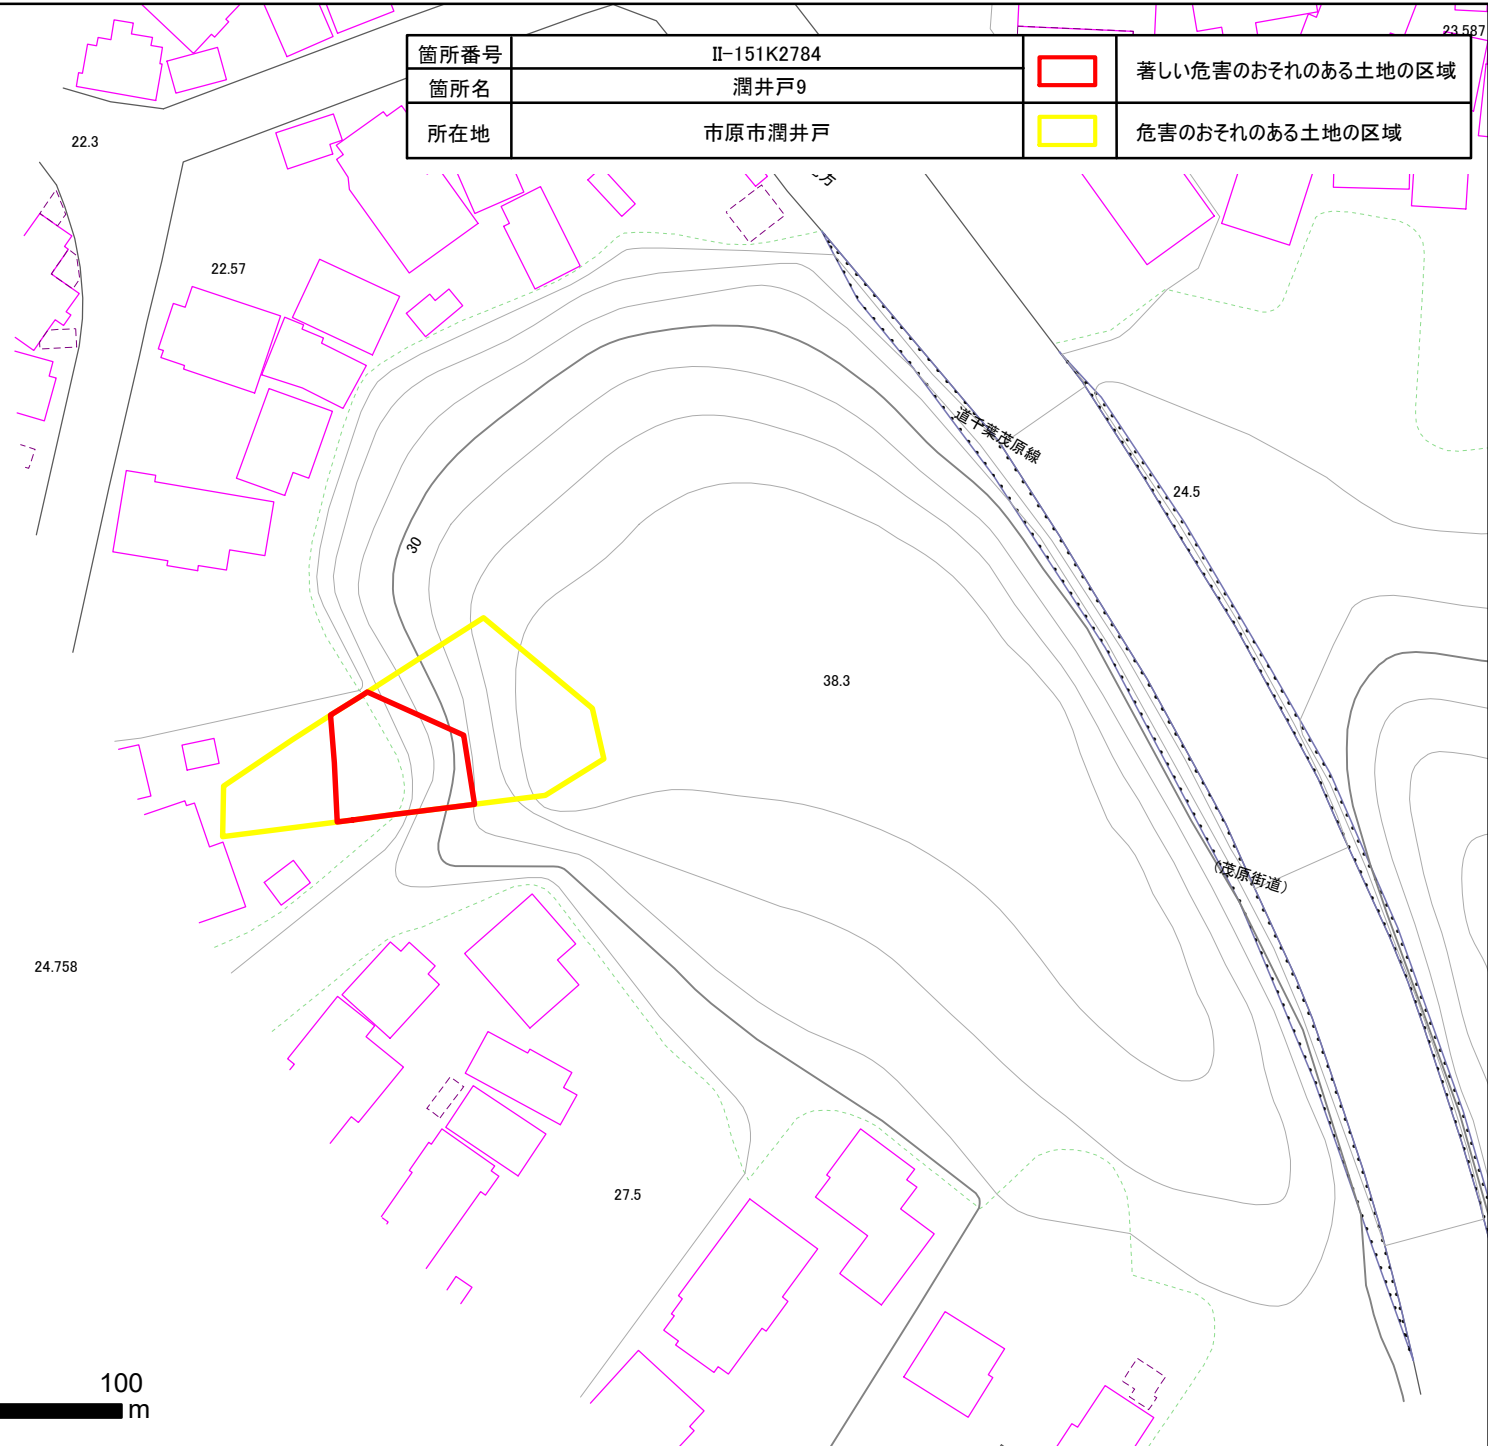 23.587
箇所番号 II-151K2784 著しい危害のおそれのある土地の区域
箇所名 潤井戸9
所在地 市原市潤井戸 危害のおそれのある土地の区域
22.3
22.57
道千葉茂原線
24.5
30
38.3
(茂原街道)
24.758
27.5
100
m